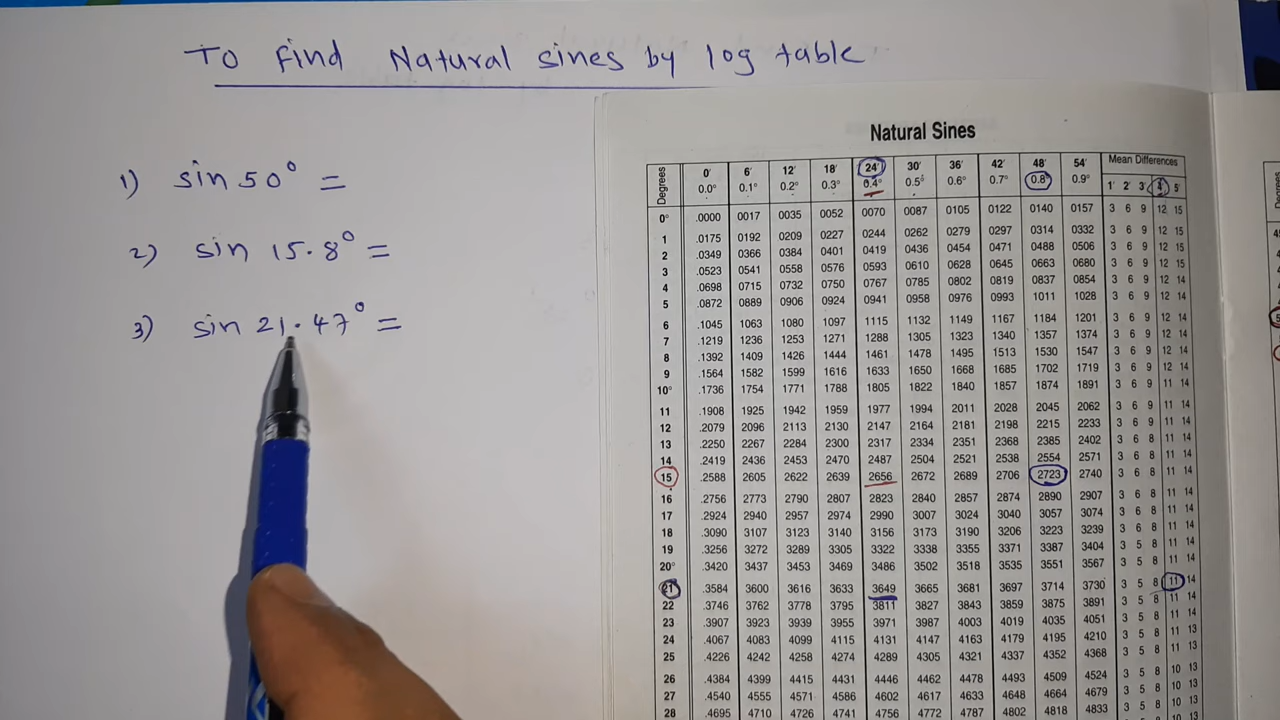 To find Natural sines by log table
1) sin 50° =
2) sin 15.8° =
3) sin 21.47° =
Natural Sines
Degrees 0′ 6′ 12′ 18′ 24′ 30′ 36′ 42′ 48′ 54′ Mean Differences
0.0° 0.1° 0.2° 0.3° 0.4° 0.5° 0.6° 0.7° 0.8° 0.9° 1′ 2′ 3′ 4′ 5′
0° .0000 0017 0035 0052 0070 0087 0105 0122 0140 0157 3 6 9 12 15
1 .0175 0192 0209 0227 0244 0262 0279 0297 0314 0332 3 6 9 12 15
2 .0349 0366 0384 0401 0419 0436 0454 0471 0488 0506 3 6 9 12 15
3 .0523 0541 0558 0576 0593 0610 0628 0645 0663 0680 3 6 9 12 15
4 .0698 0715 0732 0750 0767 0785 0802 0819 0837 0854 3 6 9 12 14
5 .0872 0889 0906 0924 0941 0958 0976 0993 1011 1028 3 6 9 12 14
6 .1045 1063 1080 1097 1115 1132 1149 1167 1184 1201 3 6 9 12 14
7 .1219 1236 1253 1271 1288 1305 1323 1340 1357 1374 3 6 9 12 14
8 .1392 1409 1426 1444 1461 1478 1495 1513 1530 1547 3 6 9 12 14
9 .1564 1582 1599 1616 1633 1650 1668 1685 1702 1719 3 6 9 12 14
10° .1736 1754 1771 1788 1805 1822 1840 1857 1874 1891 3 6 9 11 14
11 .1908 1925 1942 1959 1977 1994 2011 2028 2045 2062 3 6 9 11 14
12 .2079 2096 2113 2130 2147 2164 2181 2198 2215 2233 3 6 9 11 14
13 .2250 2267 2284 2300 2317 2334 2351 2368 2385 2402 3 6 8 11 14
14 .2419 2436 2453 2470 2487 2504 2521 2538 2554 2571 3 6 8 11 14
15 .2588 2605 2622 2639 2656 2672 2689 2706 2723 2740 3 6 8 11 14
16 .2756 2773 2790 2807 2823 2840 2857 2874 2890 2907 3 6 8 11 14
17 .2924 2940 2957 2974 2990 3007 3024 3040 3057 3074 3 6 8 11 14
18 .3090 3107 3123 3140 3156 3173 3190 3206 3223 3239 3 6 8 11 14
19 .3256 3272 3289 3305 3322 3338 3355 3371 3387 3404 3 5 8 11 14
20° .3420 3437 3453 3469 3486 3502 3518 3535 3551 3567 3 5 8 11 14
21 .3584 3600 3616 3633 3649 3665 3681 3697 3714 3730 3 5 8 11 14
22 .3746 3762 3778 3795 3811 3827 3843 3859 3875 3891 3 5 8 11 14
23 .3907 3923 3939 3955 3971 3987 4003 4019 4035 4051 3 5 8 11 14
24 .4067 4083 4099 4115 4131 4147 4163 4179 4195 4210 3 5 8 11 13
25 .4226 4242 4258 4274 4289 4305 4321 4337 4352 4368 3 5 8 11 13
26 .4384 4399 4415 4431 4446 4462 4478 4493 4509 4524 3 5 8 10 13
27 .4540 4555 4571 4586 4602 4617 4633 4648 4664 4679 3 5 8 10 13
28 .4695 4710 4726 4741 4756 4772 4787 4802 4818 4833 3 5 8 10 13